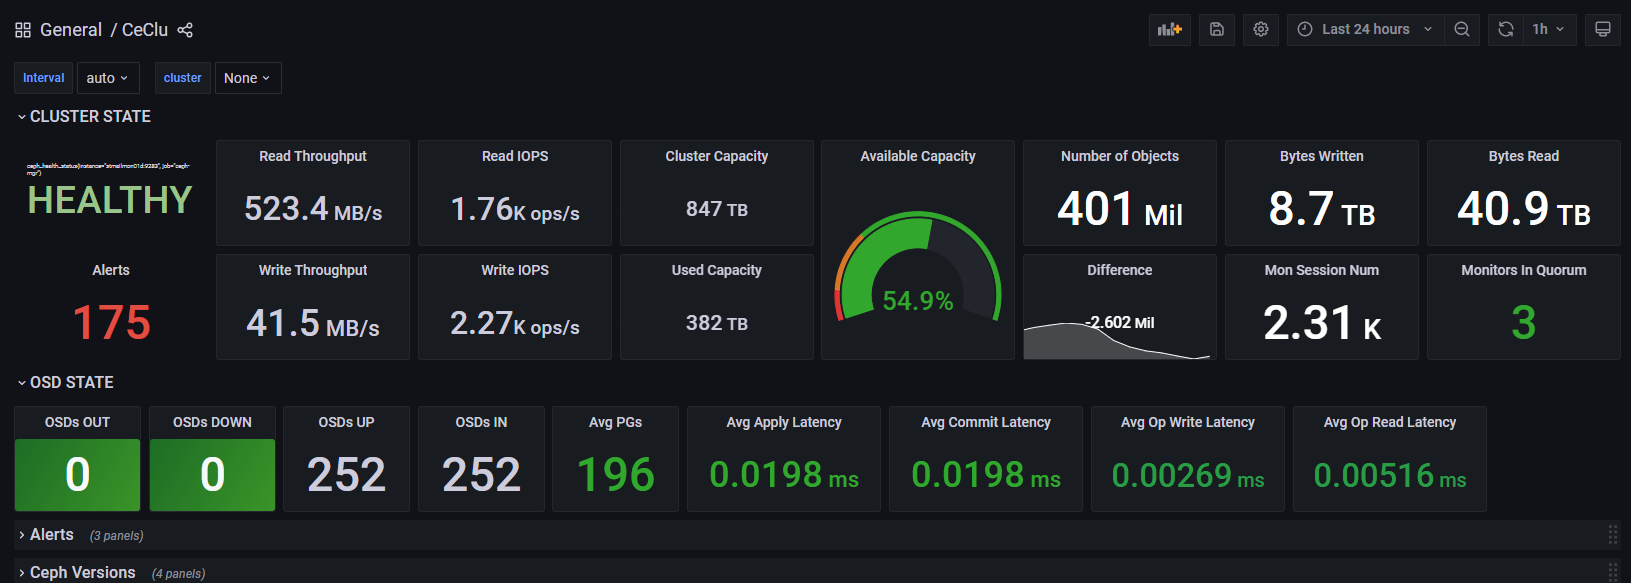 General / CeClu
Last 24 hours
1h
Interval
auto
cluster
None
CLUSTER STATE
ceph_health_status{instance="stmsilmon01d:9283", job="ceph-
mgr"}
HEALTHY
Read Throughput
523.4 MB/s
Read IOPS
1.76K ops/s
Cluster Capacity
847 TB
Available Capacity
54.9%
Number of Objects
401 Mil
Bytes Written
8.7 TB
Bytes Read
40.9 TB
Alerts
175
Write Throughput
41.5 MB/s
Write IOPS
2.27K ops/s
Used Capacity
382 TB
Difference
-2.602 Mil
Mon Session Num
2.31 K
Monitors In Quorum
3
OSD STATE
OSDs OUT
0
OSDs DOWN
0
OSDs UP
252
OSDs IN
252
Avg PGs
196
Avg Apply Latency
0.0198 ms
Avg Commit Latency
0.0198 ms
Avg Op Write Latency
0.00269 ms
Avg Op Read Latency
0.00516 ms
Alerts (3 panels)
Ceph Versions (4 panels)